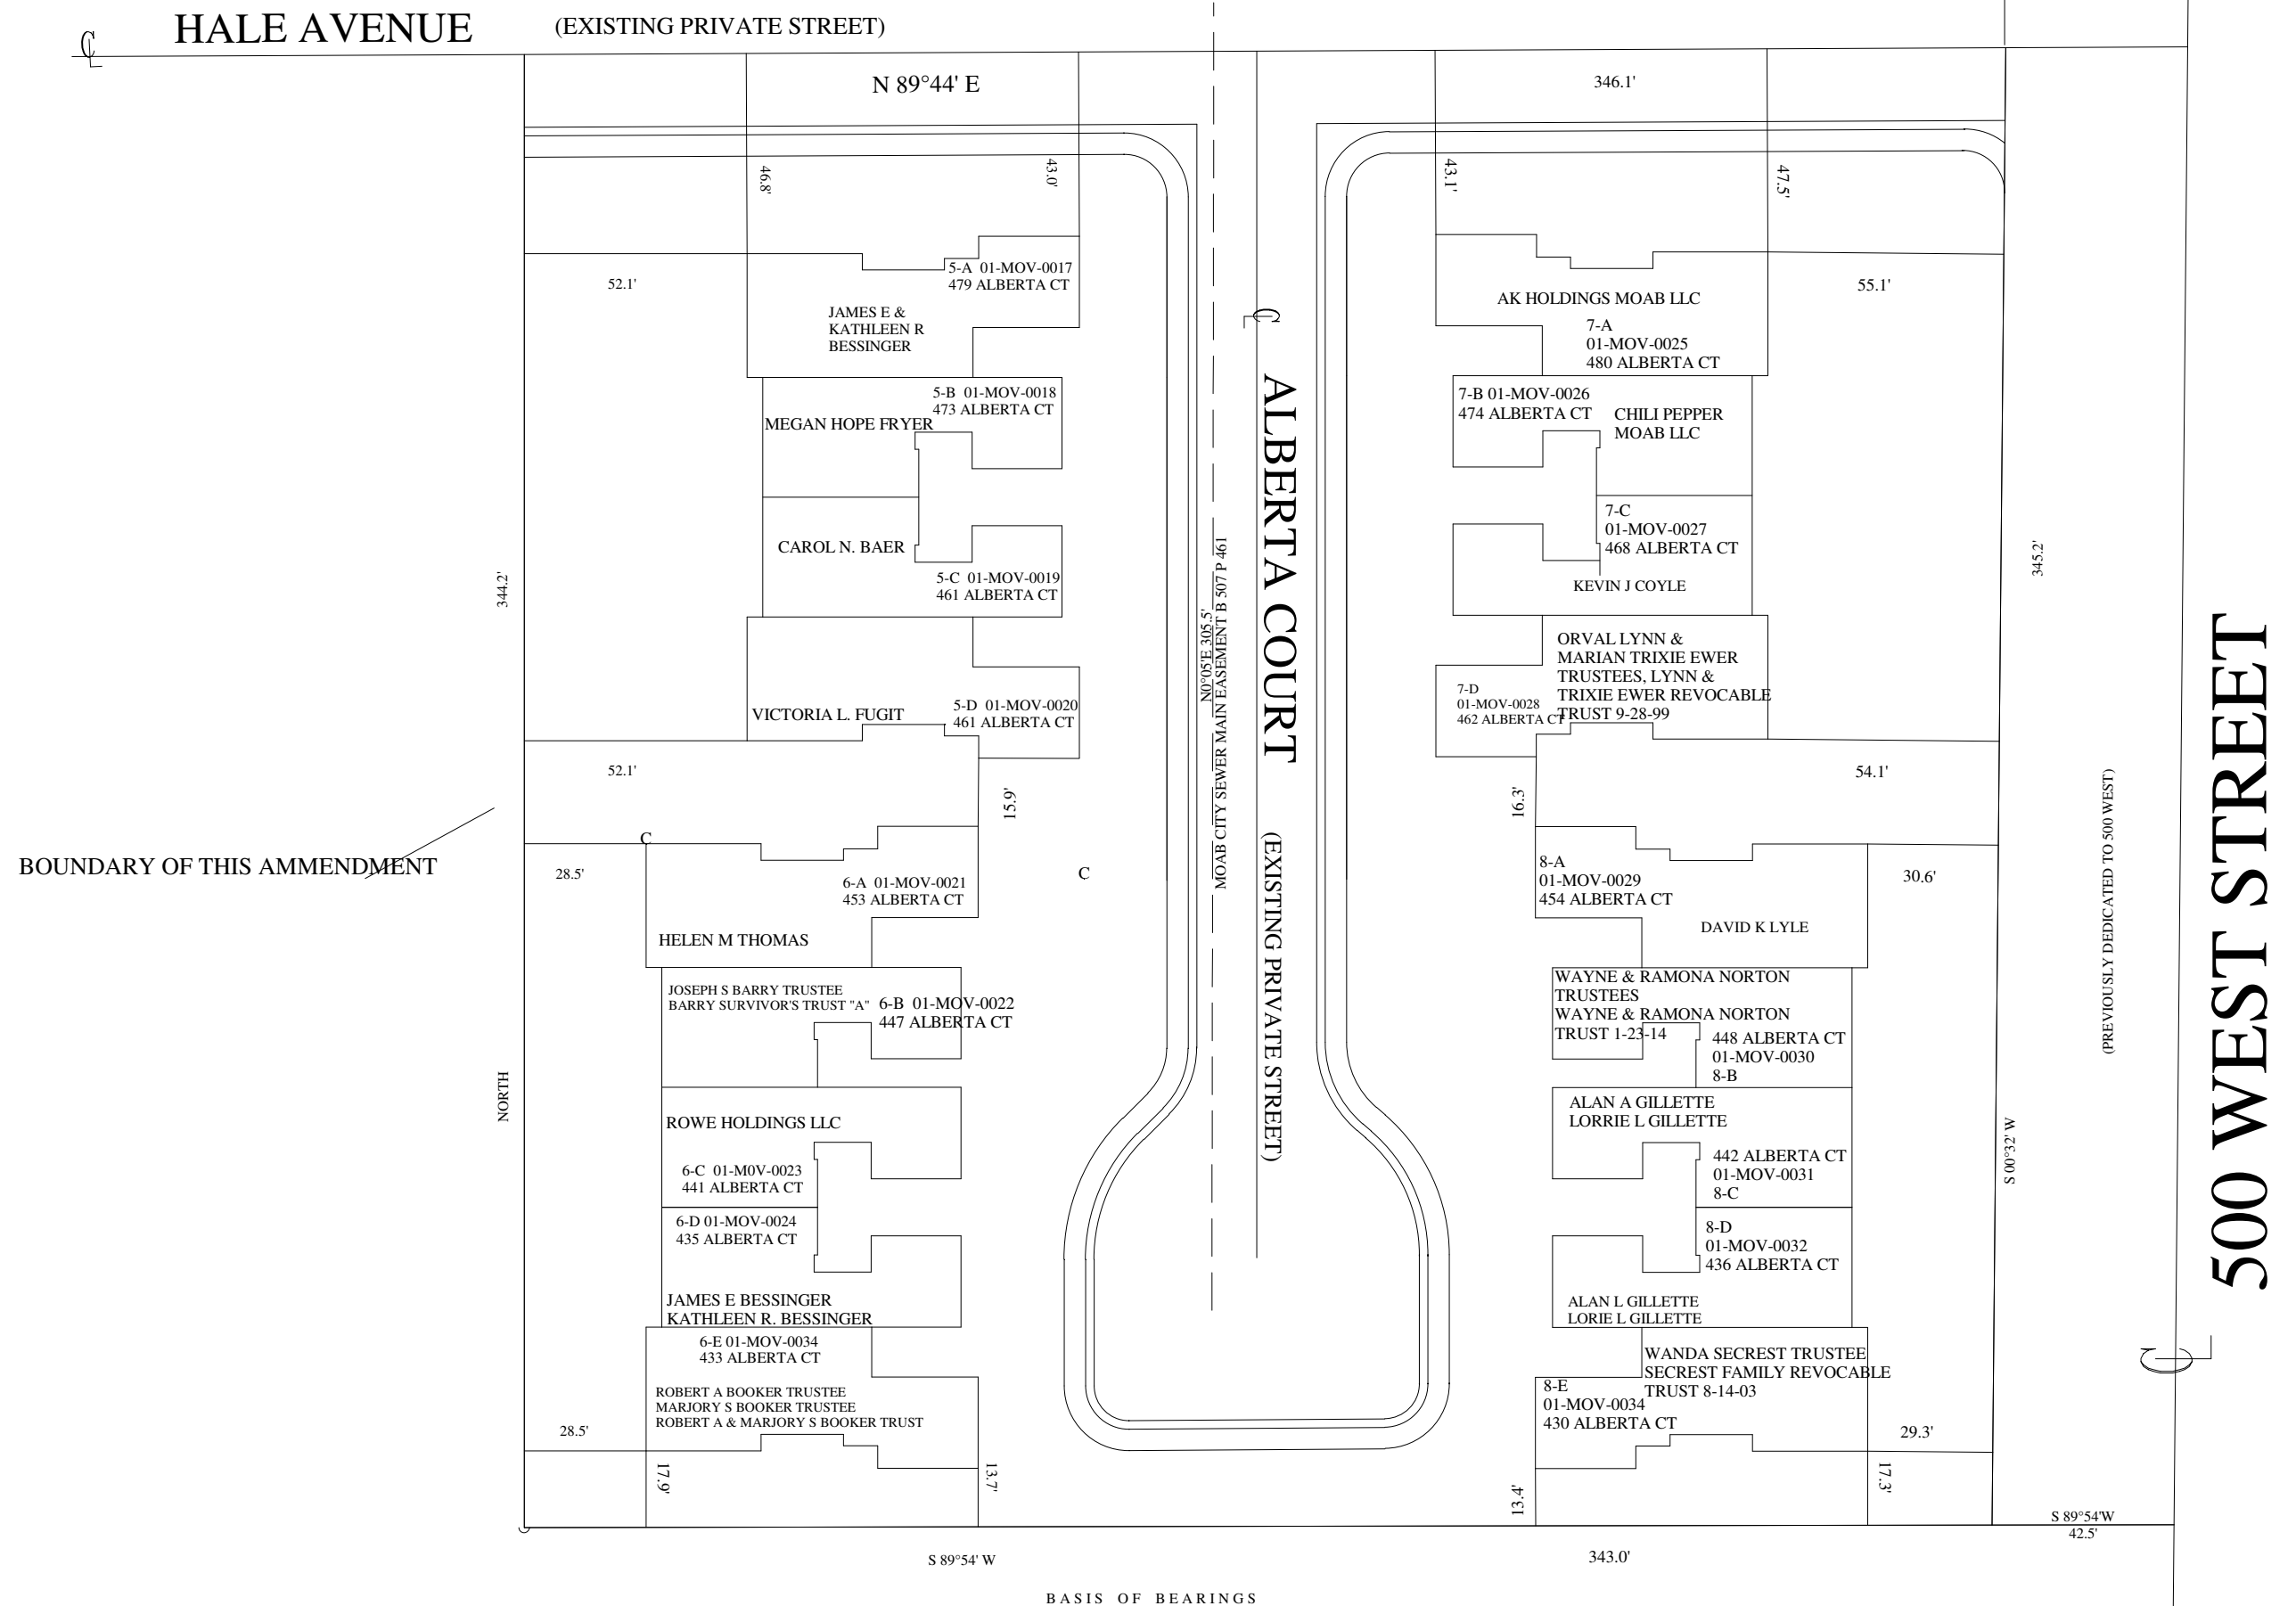 HALE AVENUE (EXISTING PRIVATE STREET)
N 89°44' E
346.1'
46.8'
43.0'
43.1'
47.5'
52.1'
5-A 01-MOV-0017
479 ALBERTA CT
JAMES E &
KATHLEEN R
BESSINGER
AK HOLDINGS MOAB LLC
7-A
01-MOV-0025
480 ALBERTA CT
55.1'
5-B 01-MOV-0018
473 ALBERTA CT
MEGAN HOPE FRYER
7-B 01-MOV-0026
474 ALBERTA CT
CHILI PEPPER
MOAB LLC
CAROL N. BAER
5-C 01-MOV-0019
461 ALBERTA CT
7-C
01-MOV-0027
468 ALBERTA CT
KEVIN J COYLE
344.2'
345.2'
VICTORIA L. FUGIT
5-D 01-MOV-0020
461 ALBERTA CT
ORVAL LYNN &
MARIAN TRIXIE EWER
TRUSTEES, LYNN &
TRIXIE EWER REVOCABLE
TRUST 9-28-99
7-D
01-MOV-0028
462 ALBERTA CT
N0°05'E 305.5'
MOAB CITY SEWER MAIN EASEMENT B 507 P 461
ALBERTA COURT (EXISTING PRIVATE STREET)
52.1'
15.9'
16.3'
54.1'
BOUNDARY OF THIS AMMENDMENT
C
C
28.5'
6-A 01-MOV-0021
453 ALBERTA CT
HELEN M THOMAS
8-A
01-MOV-0029
454 ALBERTA CT
DAVID K LYLE
30.6'
JOSEPH S BARRY TRUSTEE
BARRY SURVIVOR'S TRUST "A"
6-B 01-MOV-0022
447 ALBERTA CT
WAYNE & RAMONA NORTON
TRUSTEES
WAYNE & RAMONA NORTON
TRUST 1-23-14
448 ALBERTA CT
01-MOV-0030
8-B
NORTH
ROWE HOLDINGS LLC
6-C 01-M0V-0023
441 ALBERTA CT
ALAN A GILLETTE
LORRIE L GILLETTE
442 ALBERTA CT
01-MOV-0031
8-C
S 00°32' W
6-D 01-MOV-0024
435 ALBERTA CT
JAMES E BESSINGER
KATHLEEN R. BESSINGER
8-D
01-MOV-0032
436 ALBERTA CT
ALAN L GILLETTE
LORIE L GILLETTE
6-E 01-MOV-0034
433 ALBERTA CT
ROBERT A BOOKER TRUSTEE
MARJORY S BOOKER TRUSTEE
ROBERT A & MARJORY S BOOKER TRUST
WANDA SECREST TRUSTEE
SECREST FAMILY REVOCABLE
TRUST 8-14-03
8-E
01-MOV-0034
430 ALBERTA CT
28.5'
29.3'
17.9'
13.7'
13.4'
17.3'
(PREVIOUSLY DEDICATED TO 500 WEST)
500 WEST STREET
S 89°54'W
42.5'
S 89°54' W
343.0'
BASIS OF BEARINGS